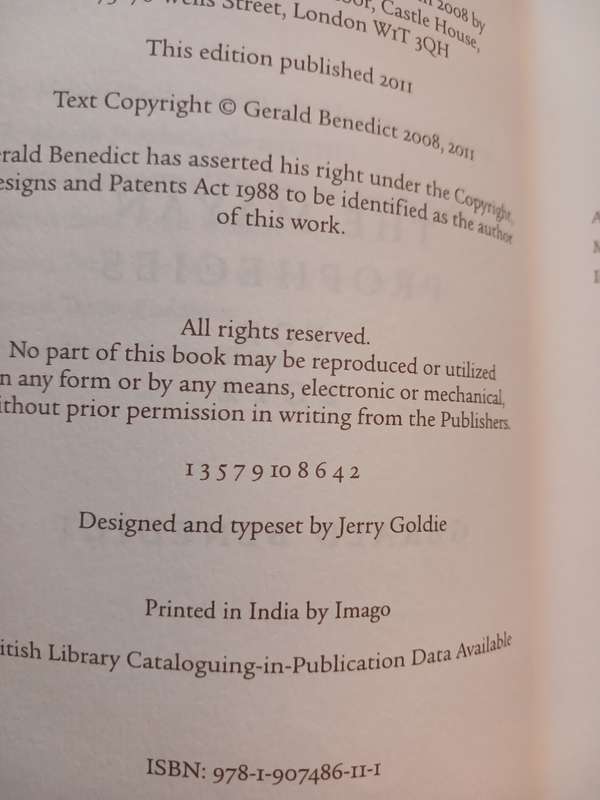 in 2008 by
Castle House,
Wells Street, London W1T 3QH
This edition published 2011
Text Copyright © Gerald Benedict 2008, 2011
erald Benedict has asserted his right under the Copyright,
esigns and Patents Act 1988 to be identified as the author
of this work.
All rights reserved.
No part of this book may be reproduced or utilized
n any form or by any means, electronic or mechanical,
ithout prior permission in writing from the Publishers.
1 3 5 7 9 10 8 6 4 2
Designed and typeset by Jerry Goldie
Printed in India by Imago
itish Library Cataloguing-in-Publication Data Available
ISBN: 978-1-907486-11-1